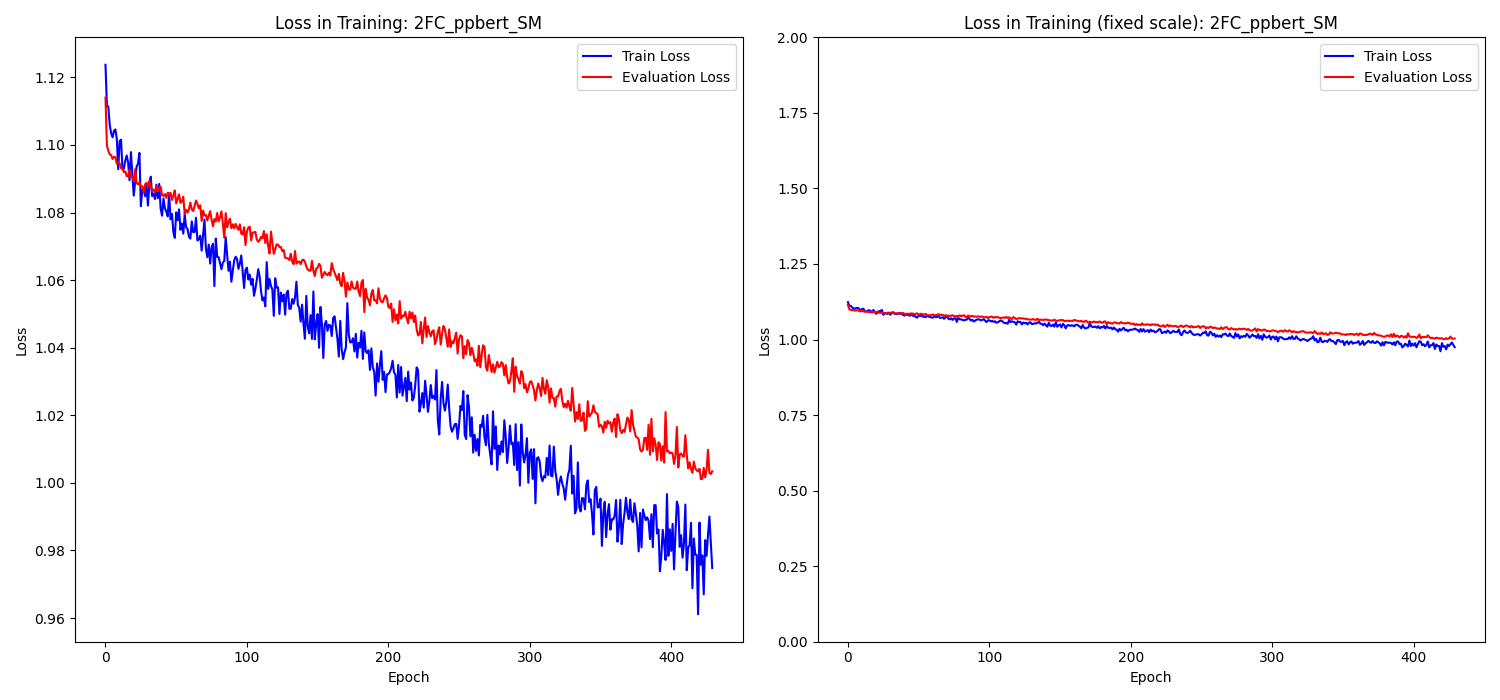 Loss in Training: 2FC_ppbert_SM
Train Loss
Evaluation Loss
1.12
1.10
1.08
1.06
1.04
1.02
1.00
0.98
0.96
Loss
0
100
200
300
400
Epoch
Loss in Training (fixed scale): 2FC_ppbert_SM
Train Loss
Evaluation Loss
2.00
1.75
1.50
1.25
1.00
0.75
0.50
0.25
0.00
Loss
0
100
200
300
400
Epoch